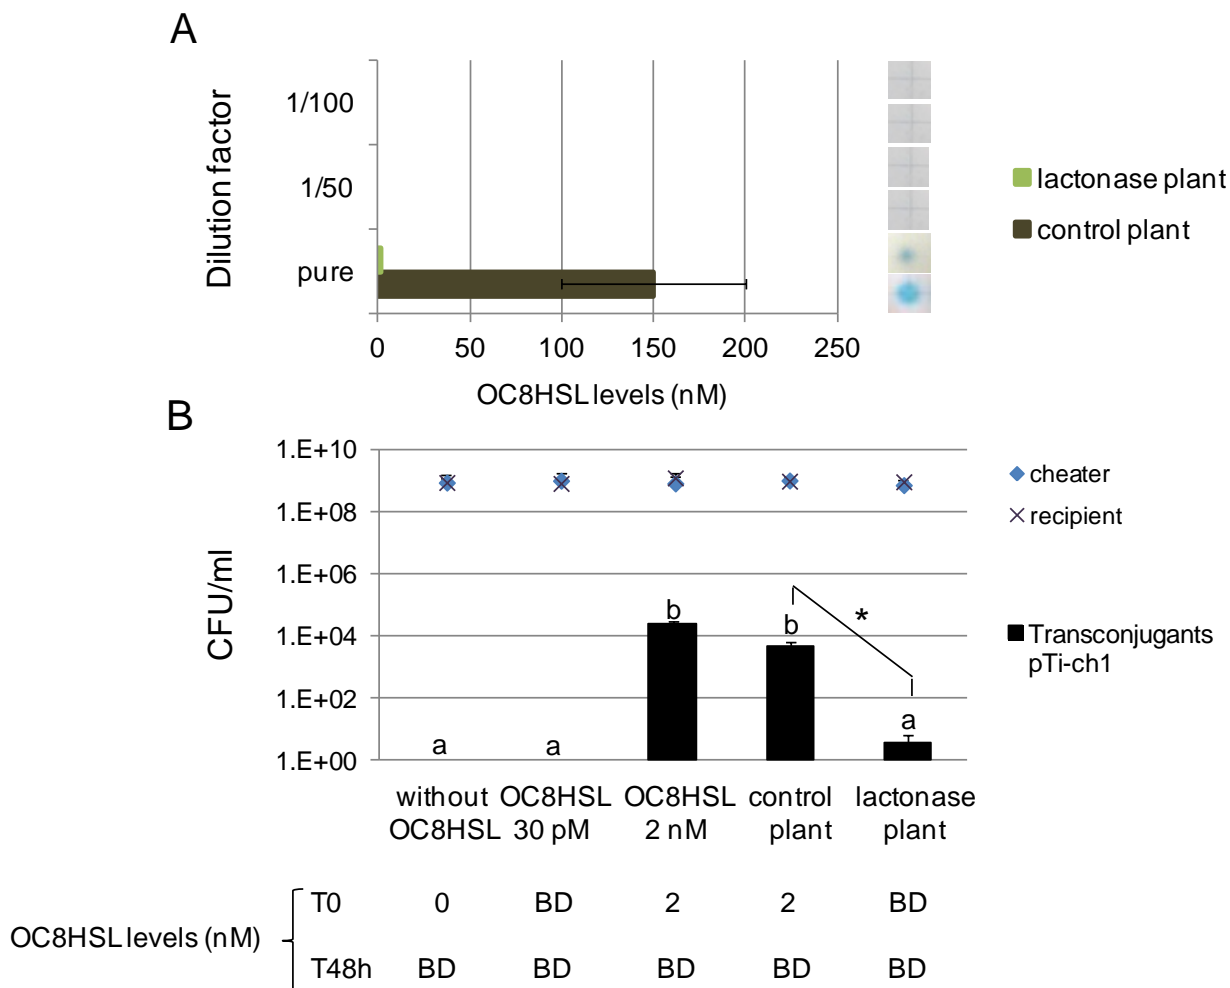 A
Dilution factor
1/100
1/50
pure
0 50 100 150 200 250
OC8HSL levels (nM)
lactonase plant
control plant
B
CFU/ml
1.E+10
1.E+08
1.E+06
1.E+04
1.E+02
1.E+00
a a b b a
*
cheater
recipient
Transconjugants
pTi-ch1
without OC8HSL OC8HSL control lactonase
OC8HSL 30 pM 2 nM plant plant
OC8HSL levels (nM)
T0 0 BD 2 2 BD
T48h BD BD BD BD BD